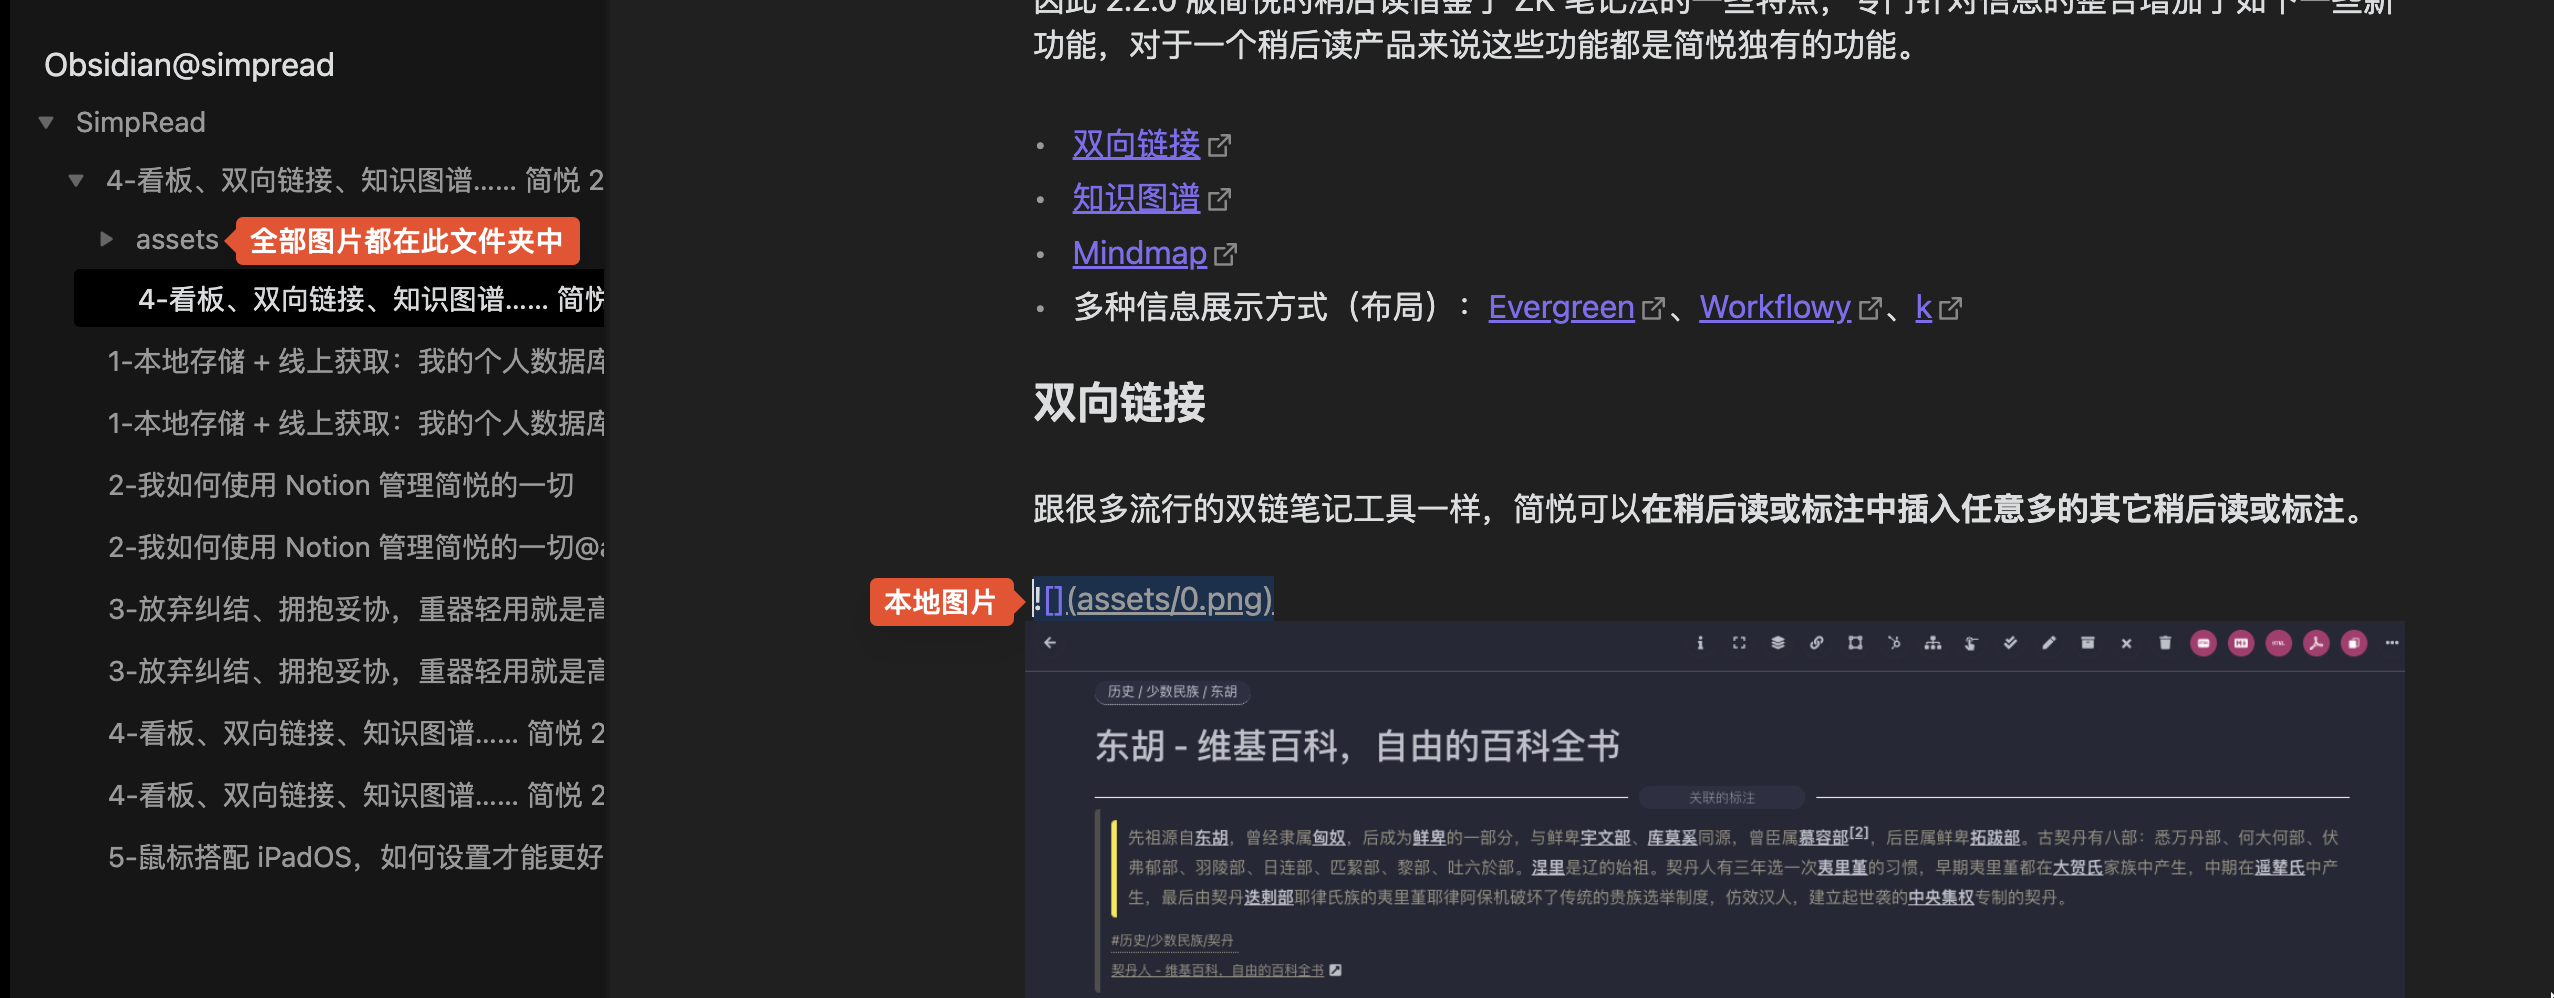 Obsidian@simpread
SimpRead
4-看板、双向链接、知识图谱…… 简悦 2
assets
全部图片都在此文件夹中
4-看板、双向链接、知识图谱…… 简悦
1-本地存储 + 线上获取：我的个人数据库
1-本地存储 + 线上获取：我的个人数据库
2-我如何使用 Notion 管理简悦的一切
2-我如何使用 Notion 管理简悦的一切@a
3-放弃纠结、拥抱妥协，重器轻用就是高
3-放弃纠结、拥抱妥协，重器轻用就是高
4-看板、双向链接、知识图谱…… 简悦 2
4-看板、双向链接、知识图谱…… 简悦 2
5-鼠标搭配 iPadOS，如何设置才能更好
因此 2.2.0 版简悦的稍后读借鉴了 ZK 笔记法的一些特点，专门针对信息的整合增加了如下一些新
功能，对于一个稍后读产品来说这些功能都是简悦独有的功能。
• 双向链接
• 知识图谱
• Mindmap
• 多种信息展示方式（布局）：Evergreen、Workflowy、k
双向链接
跟很多流行的双链笔记工具一样，简悦可以在稍后读或标注中插入任意多的其它稍后读或标注。
本地图片
![](assets/0.png)
历史 / 少数民族 / 东胡
东胡 - 维基百科，自由的百科全书
关联的标注
先祖源自东胡，曾经隶属匈奴，后成为鲜卑的一部分，与鲜卑宇文部、库莫奚同源，曾臣属慕容部[2]，后臣属鲜卑拓跋部。古契丹有八部：悉万丹部、何大何部、伏
弗郁部、羽陵部、日连部、匹絜部、黎部、吐六於部。涅里是辽的始祖。契丹人有三年选一次夷里堇的习惯，早期夷里堇都在大贺氏家族中产生，中期在遥辇氏中产
生，最后由契丹迭剌部耶律氏族的夷里堇耶律阿保机破坏了传统的贵族选举制度，仿效汉人，建立起世袭的中央集权专制的契丹。
#历史/少数民族/契丹
契丹人 - 维基百科，自由的百科全书